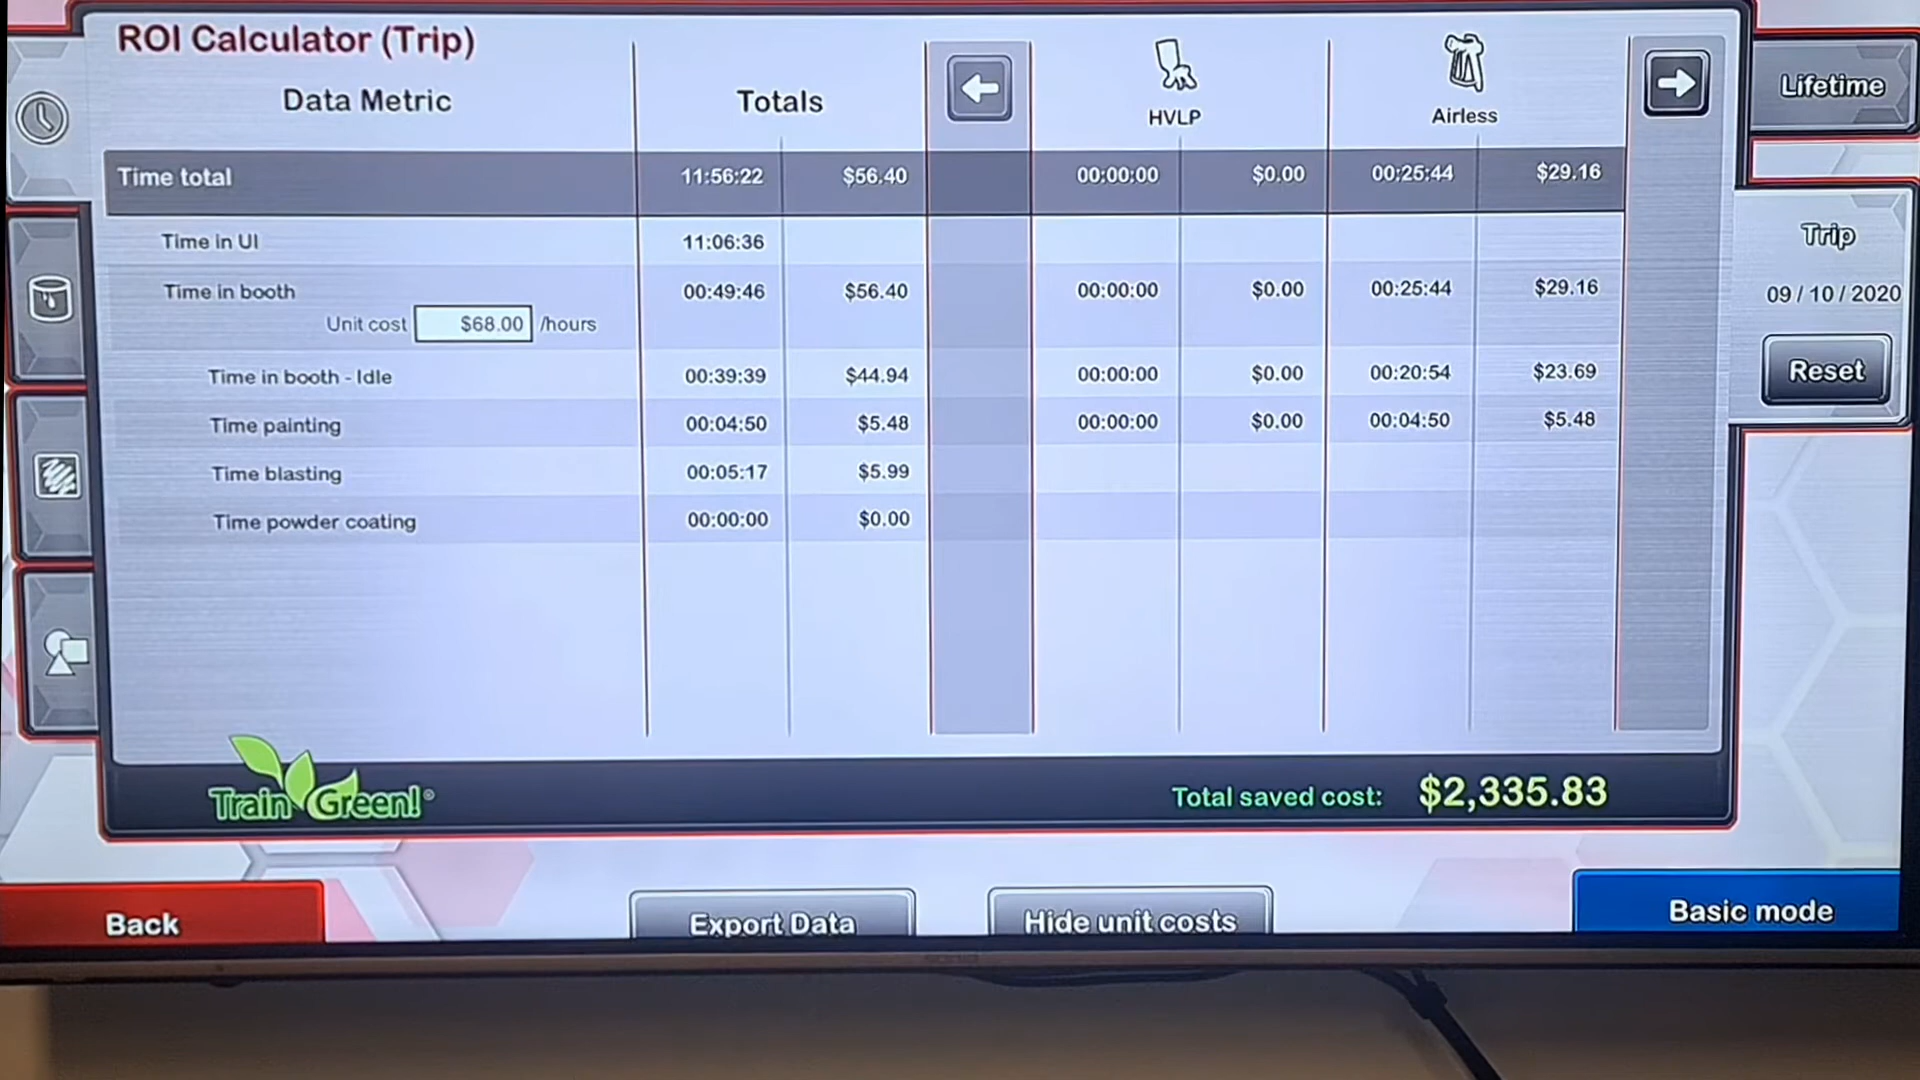 ROI Calculator (Trip)
Data Metric Totals HVLP Airless
Time total 11:56:22 $56.40 00:00:00 $0.00 00:25:44 $29.16
Time in UI 11:06:36
Time in booth 00:49:46 $56.40 00:00:00 $0.00 00:25:44 $29.16
Unit cost $68.00 /hours
Time in booth - Idle 00:39:39 $44.94 00:00:00 $0.00 00:20:54 $23.69
Time painting 00:04:50 $5.48 00:00:00 $0.00 00:04:50 $5.48
Time blasting 00:05:17 $5.99
Time powder coating 00:00:00 $0.00
Lifetime
Trip
09 / 10 / 2020
Reset
Train Green!®
Total saved cost: $2,335.83
Back Export Data Hide unit costs Basic mode